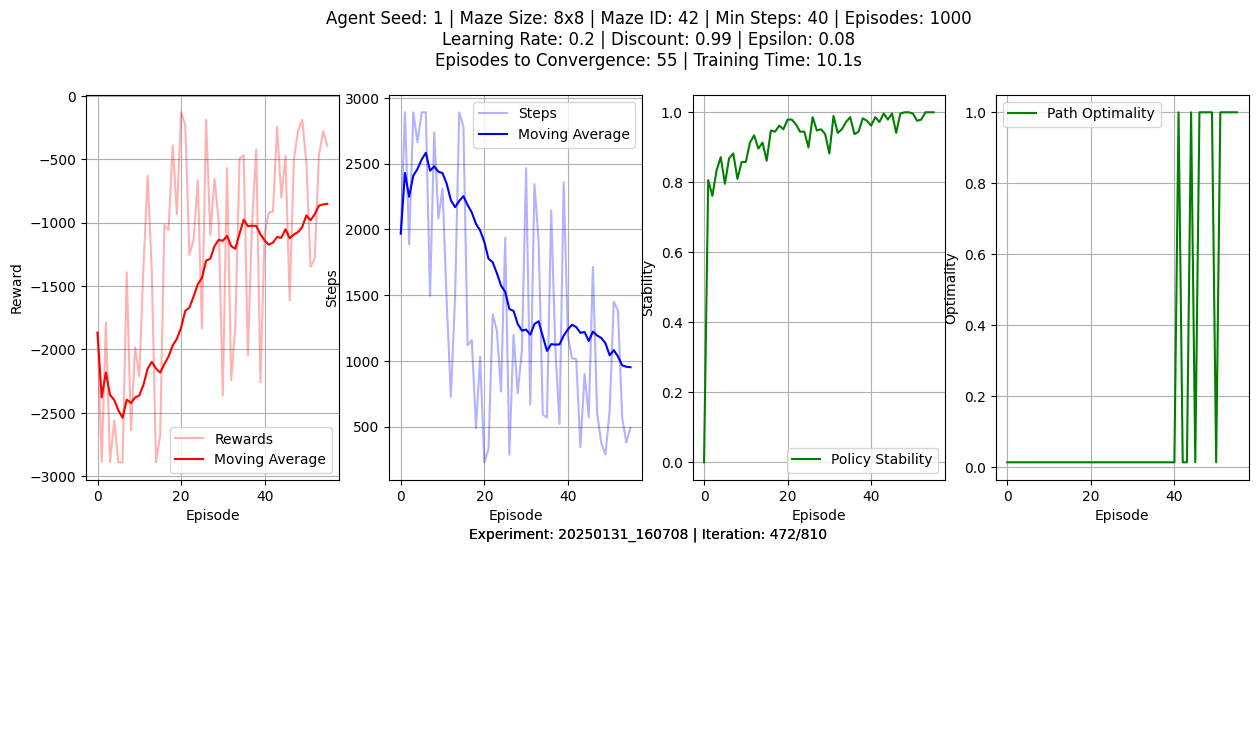 Agent Seed: 1 | Maze Size: 8x8 | Maze ID: 42 | Min Steps: 40 | Episodes: 1000
Learning Rate: 0.2 | Discount: 0.99 | Epsilon: 0.08
Episodes to Convergence: 55 | Training Time: 10.1s
Reward
0
−500
−1000
−1500
−2000
−2500
−3000
Rewards
Moving Average
0
20
40
Episode
Steps
3000
2500
2000
1500
1000
500
Steps
Moving Average
0
20
40
Episode
Stability
1.0
0.8
0.6
0.4
0.2
0.0
Policy Stability
0
20
40
Episode
Optimality
1.0
0.8
0.6
0.4
0.2
0.0
Path Optimality
0
20
40
Episode
Experiment: 20250131_160708 | Iteration: 472/810